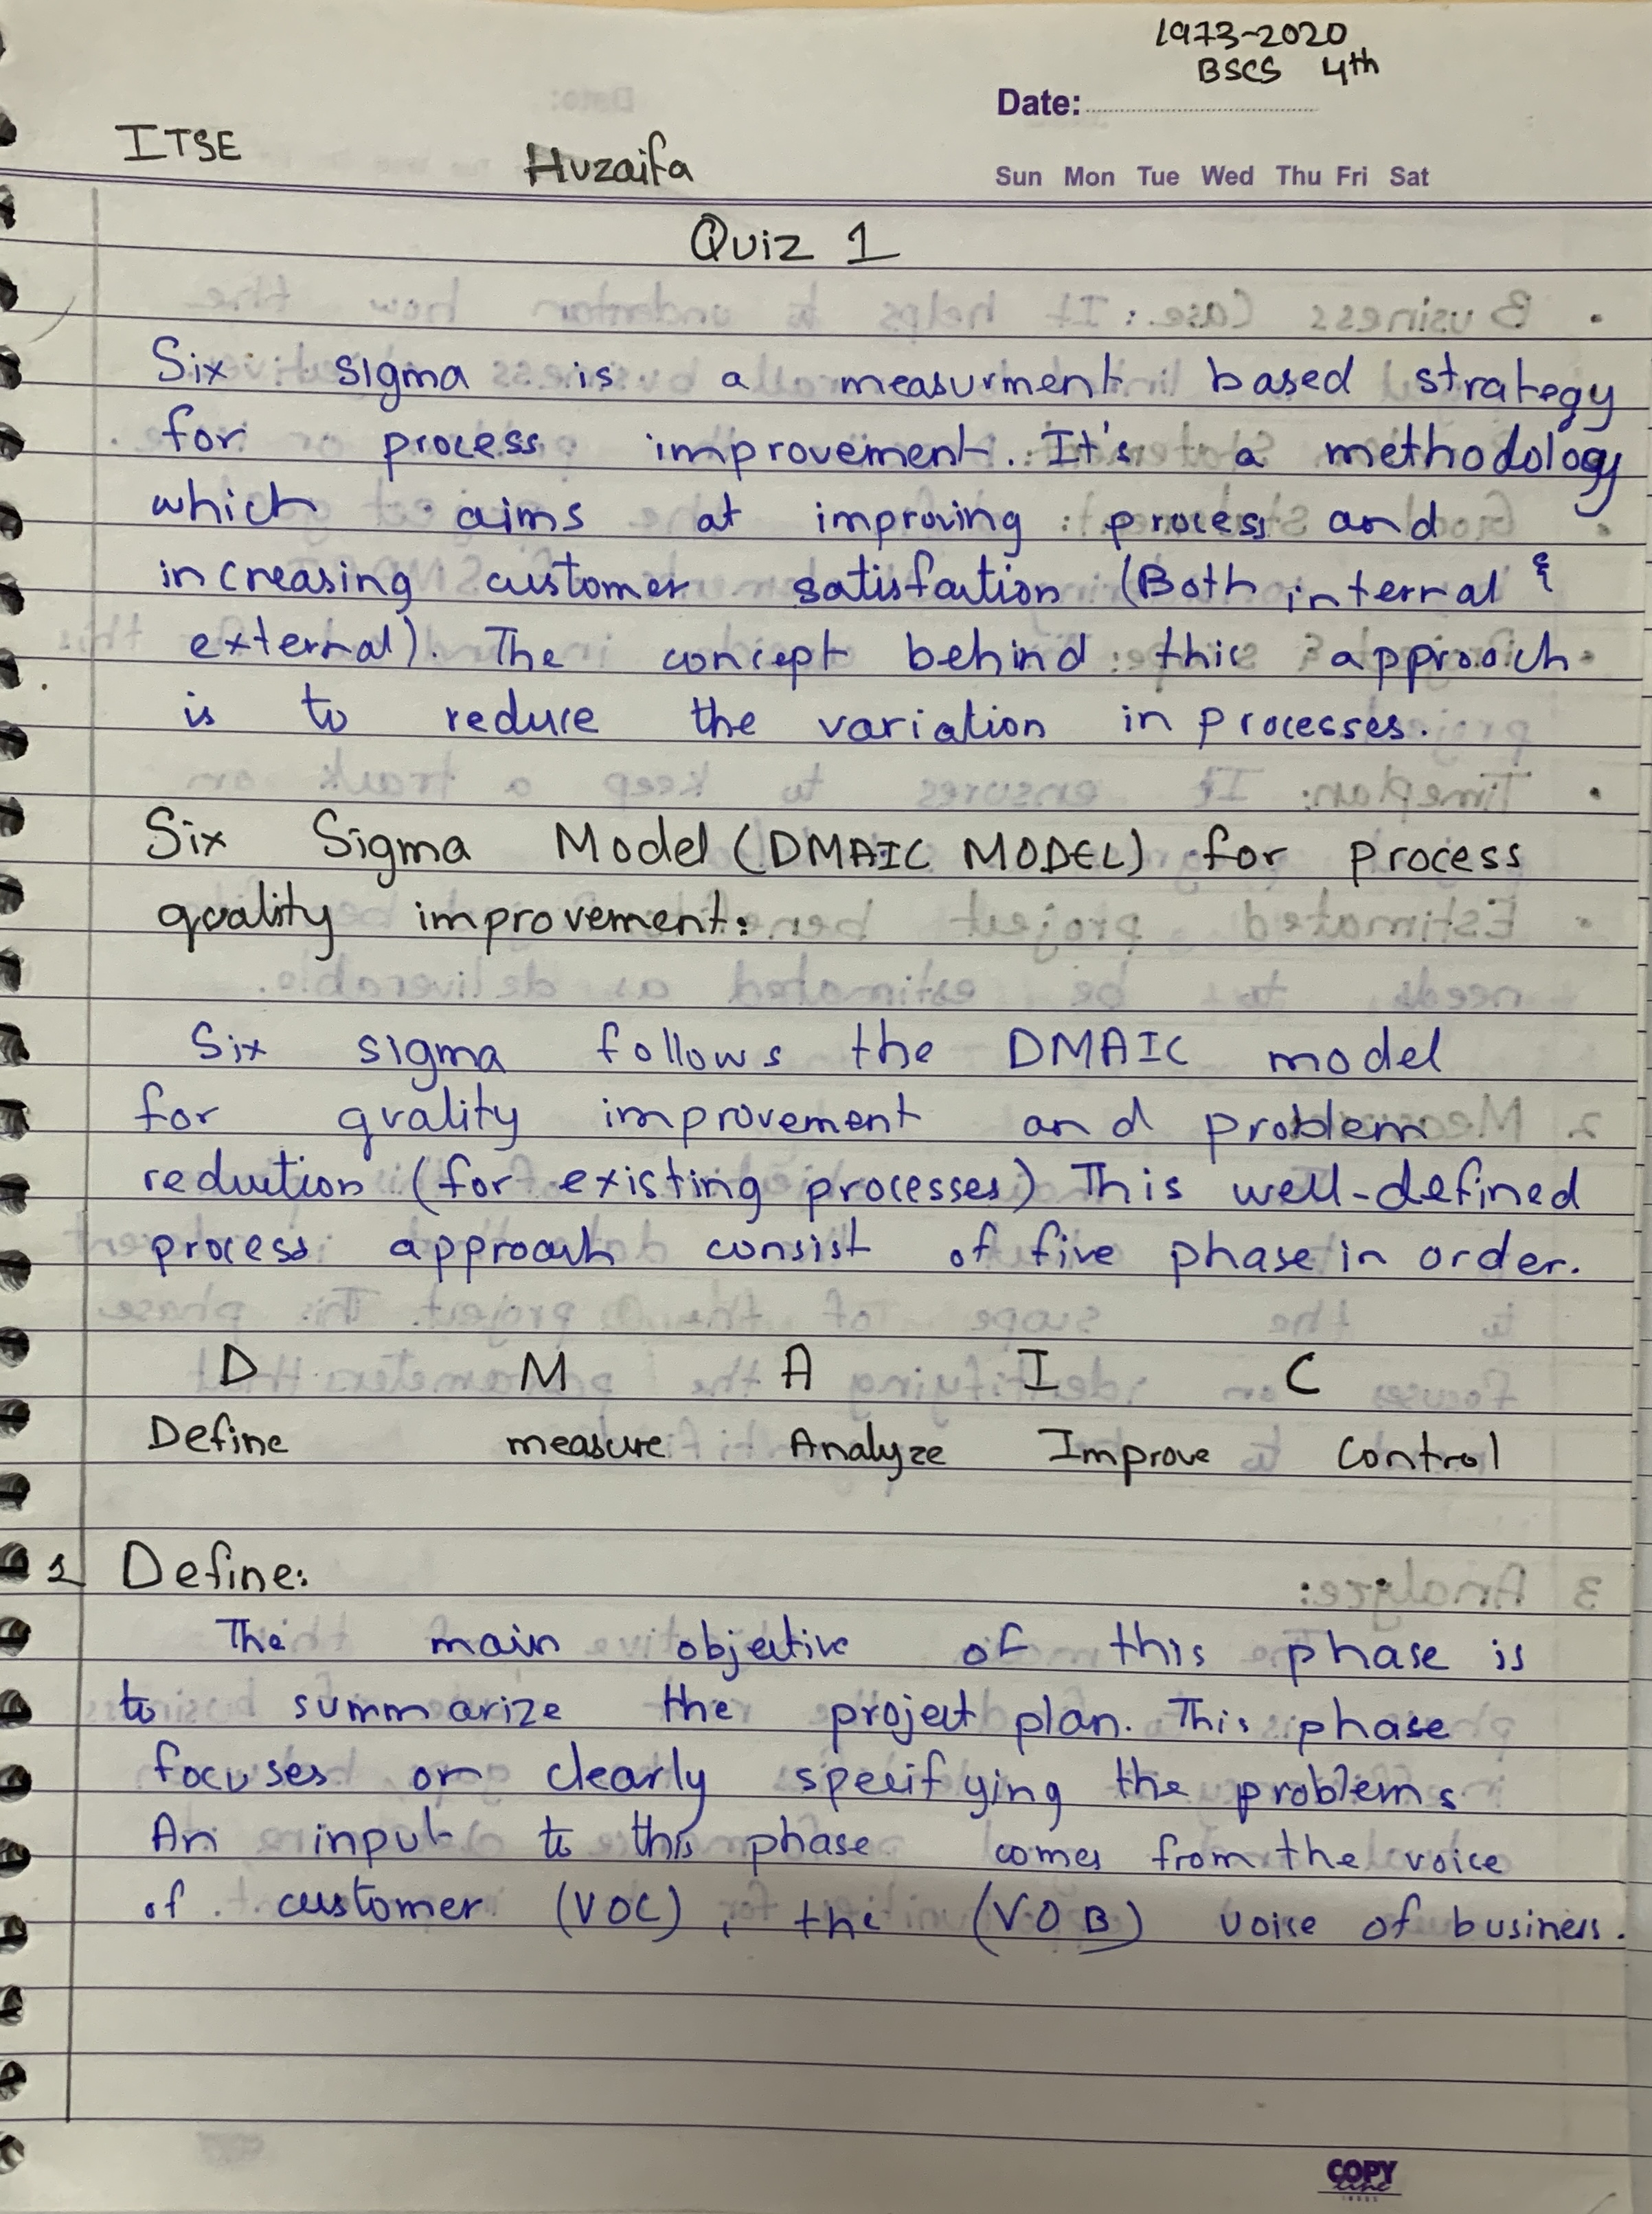 1973-2020
BSCS 4th
Date:
ITSE
Huzaifa
Sun Mon Tue Wed Thu Fri Sat
Quiz 1
Six sigma is a measurment based strategy
for process improvement. It's a methodology
which aims at improving process and
increasing customer satisfaction (Both internal &
external). The concept behind this approach
is to reduce the variation in processes.
Six Sigma Model (DMAIC MODEL) for process
quality improvement:
Six sigma follows the DMAIC model
for quality improvement and problem
reduction (for existing processes) This well-defined
process approach consist of five phase in order.
D M A I C
Define measure Analyze Improve Control
1 Define:
The main objective of this phase is
to summarize the project plan. This phase
focuses on clearly specifying the problems
An input to this phase comes from the voice
of customer (VOC), the (V.O B) voice of business.
COPY